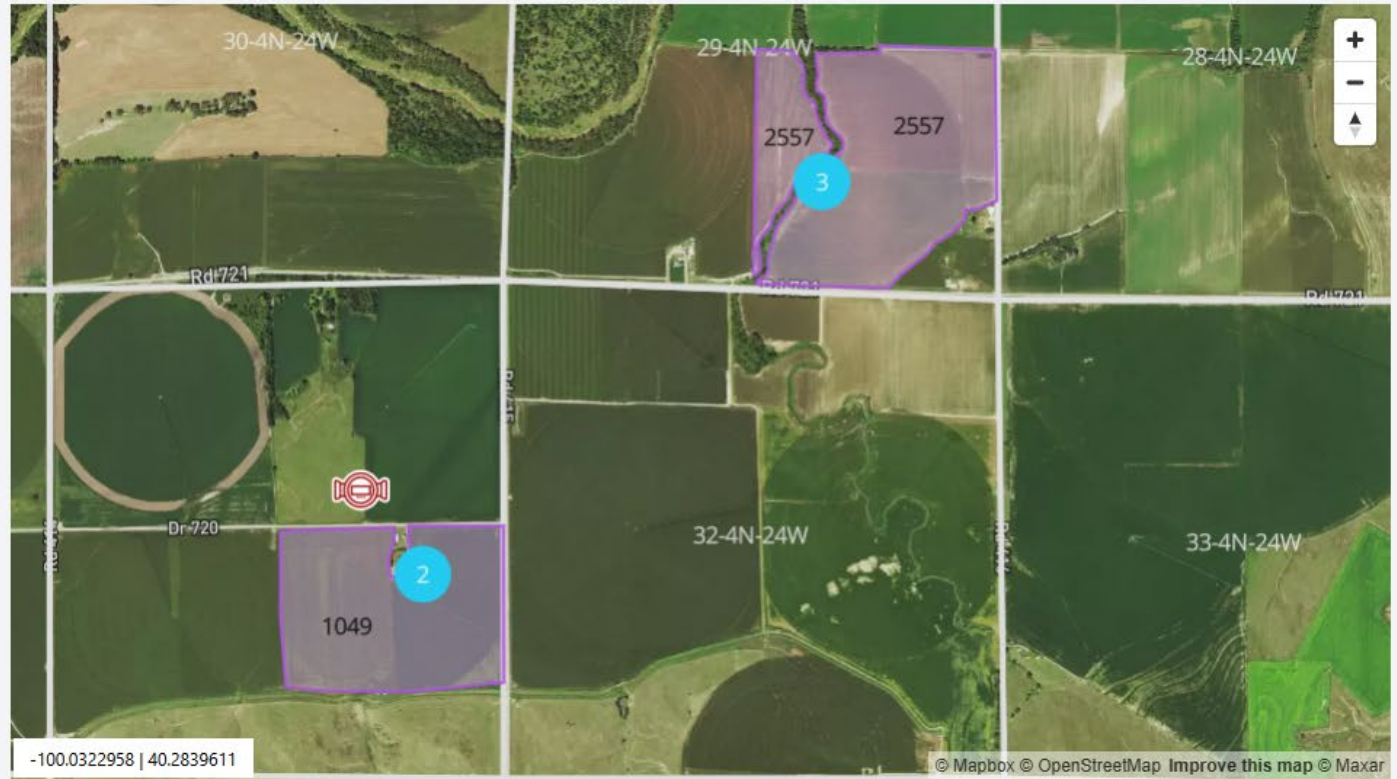 30-4N-24W
29-4N 24W
28-4N-24W
+
−
2557
2557
3
Rd 721
Rd 721
Rd 721
Dr 720
32-4N-24W
33-4N-24W
2
1049
-100.0322958 | 40.2839611
© Mapbox © OpenStreetMap Improve this map © Maxar